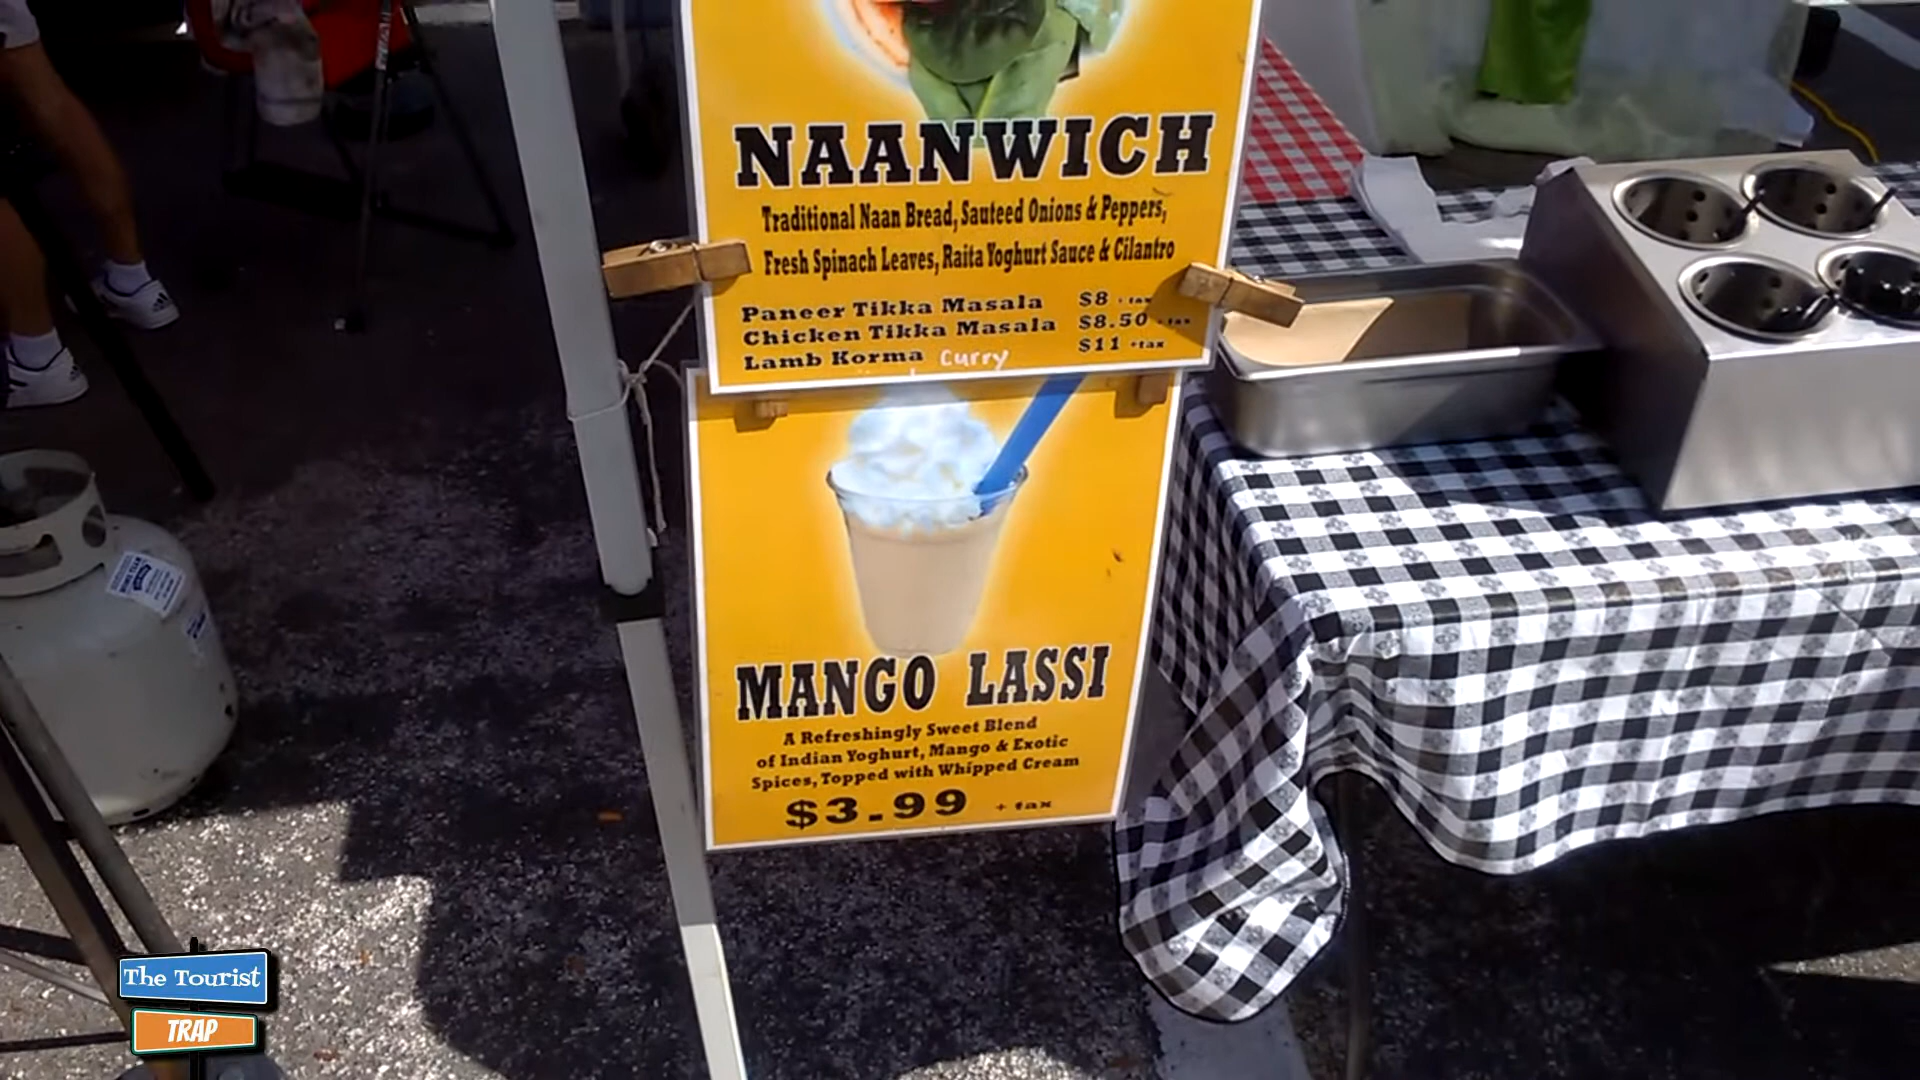 NAANWICH
Traditional Naan Bread, Sauteed Onions & Peppers,
Fresh Spinach Leaves, Raita Yoghurt Sauce & Cilantro
Paneer Tikka Masala $8 + tax
Chicken Tikka Masala $8.50 + tax
Lamb Korma Curry $11 +tax
MANGO LASSI
A Refreshingly Sweet Blend
of Indian Yoghurt, Mango & Exotic
Spices, Topped with Whipped Cream
$3.99 + tax
The Tourist
TRAP